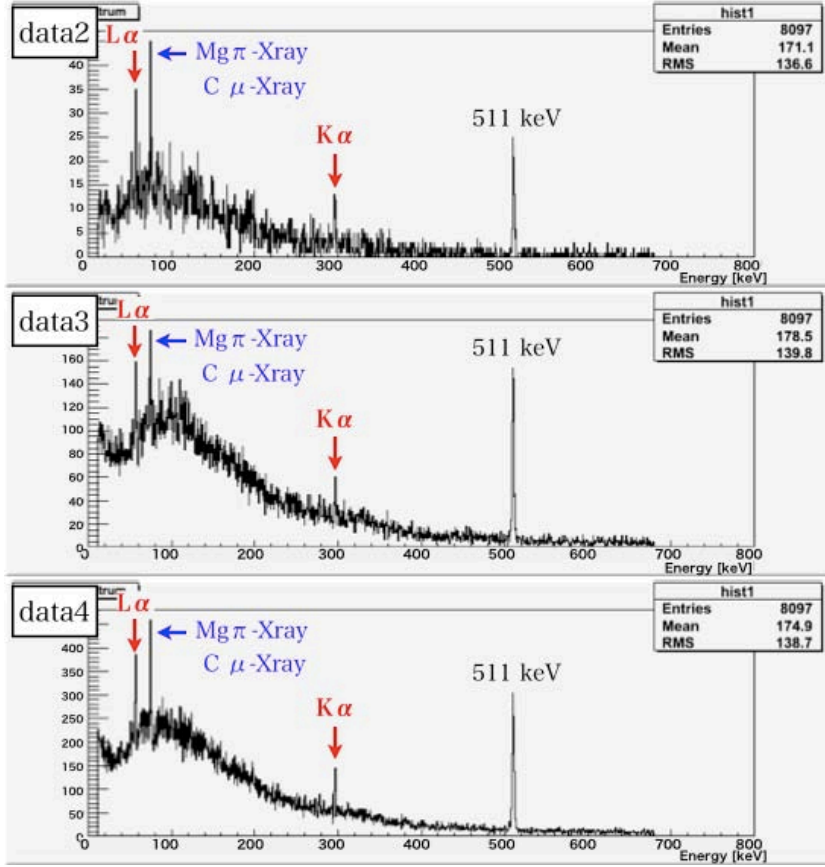 trum
data2
Lα
Mgπ-Xray
C μ-Xray
Kα
511 keV
hist1
Entries 8097
Mean 171.1
RMS 136.6
40
35
30
25
20
15
10
5
0
0 100 200 300 400 500 600 700 800
Energy [keV]
data3
Lα
Mgπ-Xray
C μ-Xray
Kα
511 keV
hist1
Entries 8097
Mean 178.5
RMS 139.8
160
140
120
100
80
60
40
20
0
0 100 200 300 400 500 600 700 800
Energy [keV]
data4
trum
Lα
Mgπ-Xray
C μ-Xray
Kα
511 keV
hist1
Entries 8097
Mean 174.9
RMS 138.7
400
350
300
250
200
150
100
50
0
0 100 200 300 400 500 600 700 800
Energy [keV]